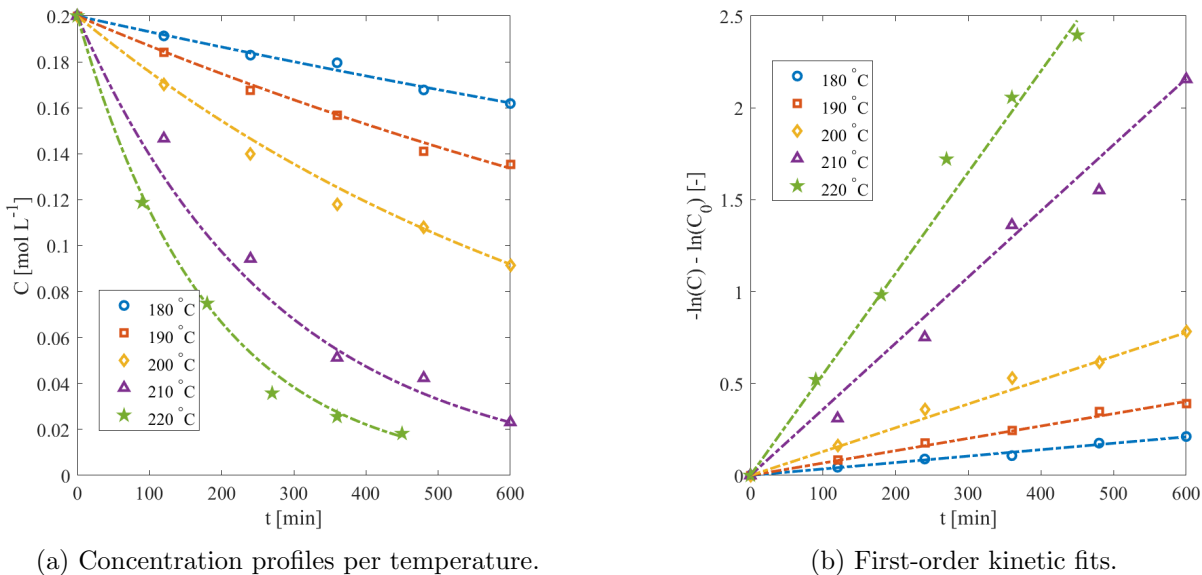 0.2
0.18
0.16
0.14
0.12
0.1
0.08
0.06
0.04
0.02
0
C [mol L⁻¹]
180 °C
190 °C
200 °C
210 °C
220 °C
0 100 200 300 400 500 600
t [min]
(a) Concentration profiles per temperature.
2.5
2
1.5
1
0.5
0
-ln(C) - ln(C₀) [-]
180 °C
190 °C
200 °C
210 °C
220 °C
0 100 200 300 400 500 600
t [min]
(b) First-order kinetic fits.